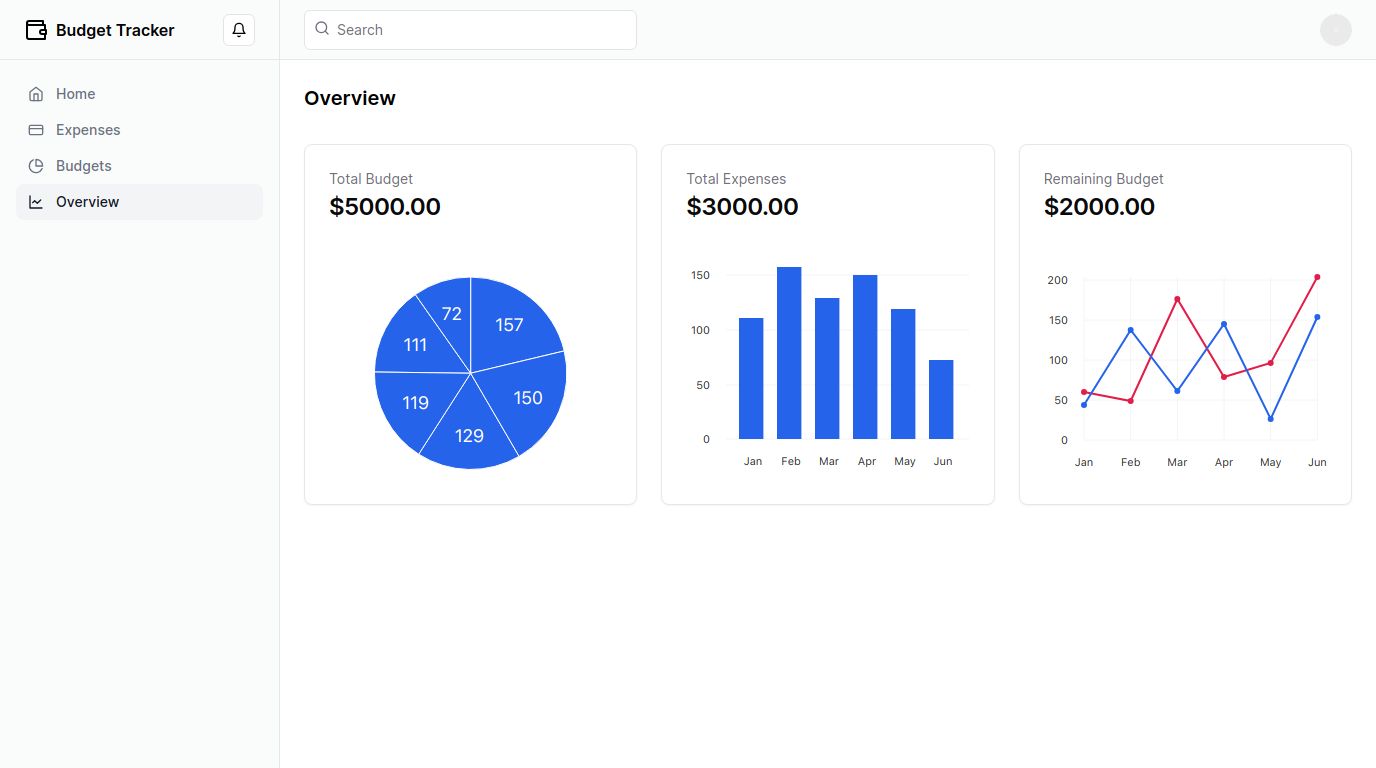 Budget Tracker
Search
Home
Expenses
Budgets
Overview
Overview
Total Budget
$5000.00
72
157
111
150
119
129
Total Expenses
$3000.00
150
100
50
0
Jan Feb Mar Apr May Jun
Remaining Budget
$2000.00
200
150
100
50
0
Jan Feb Mar Apr May Jun